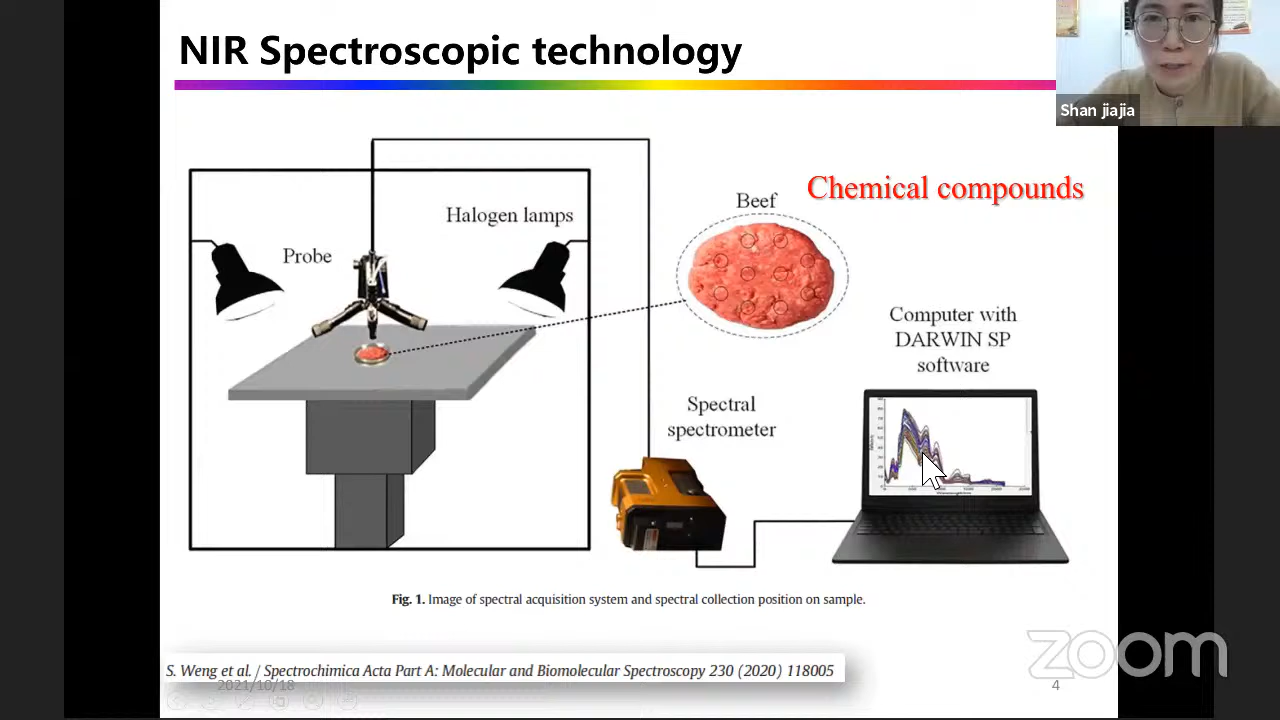 NIR Spectroscopic technology
Shan jiajia
Chemical compounds
Beef
Halogen lamps
Probe
Computer with
DARWIN SP
software
Spectral
spectrometer
Fig. 1. Image of spectral acquisition system and spectral collection position on sample.
S. Weng et al. / Spectrochimica Acta Part A: Molecular and Biomolecular Spectroscopy 230 (2020) 118005
2021/10/18
4
zoom